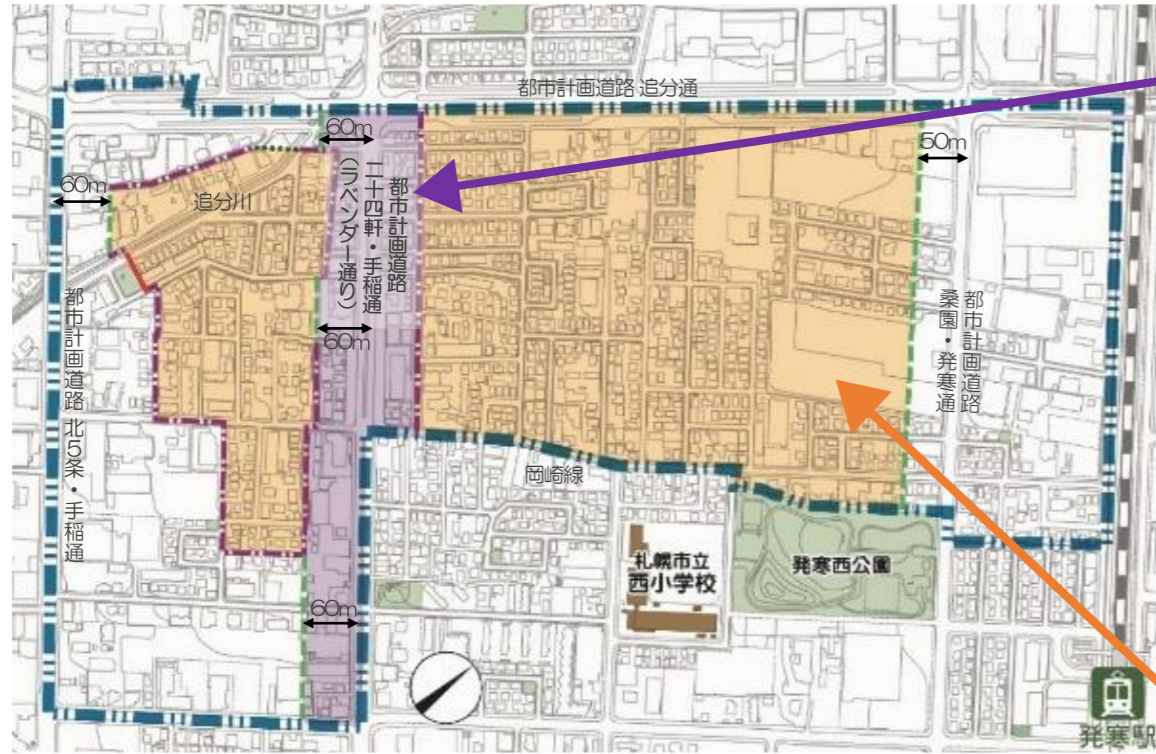 都市計画道路 追分通
60m
50m
60m
追分川
都市計画道路
二十四軒・手稲通
（ラベンダー通り）
60m
都市計画道路 北5条・手稲通
都市計画道路
桑園・発寒通
岡崎線
札幌市立
西小学校
発寒西公園
60m
発寒駅